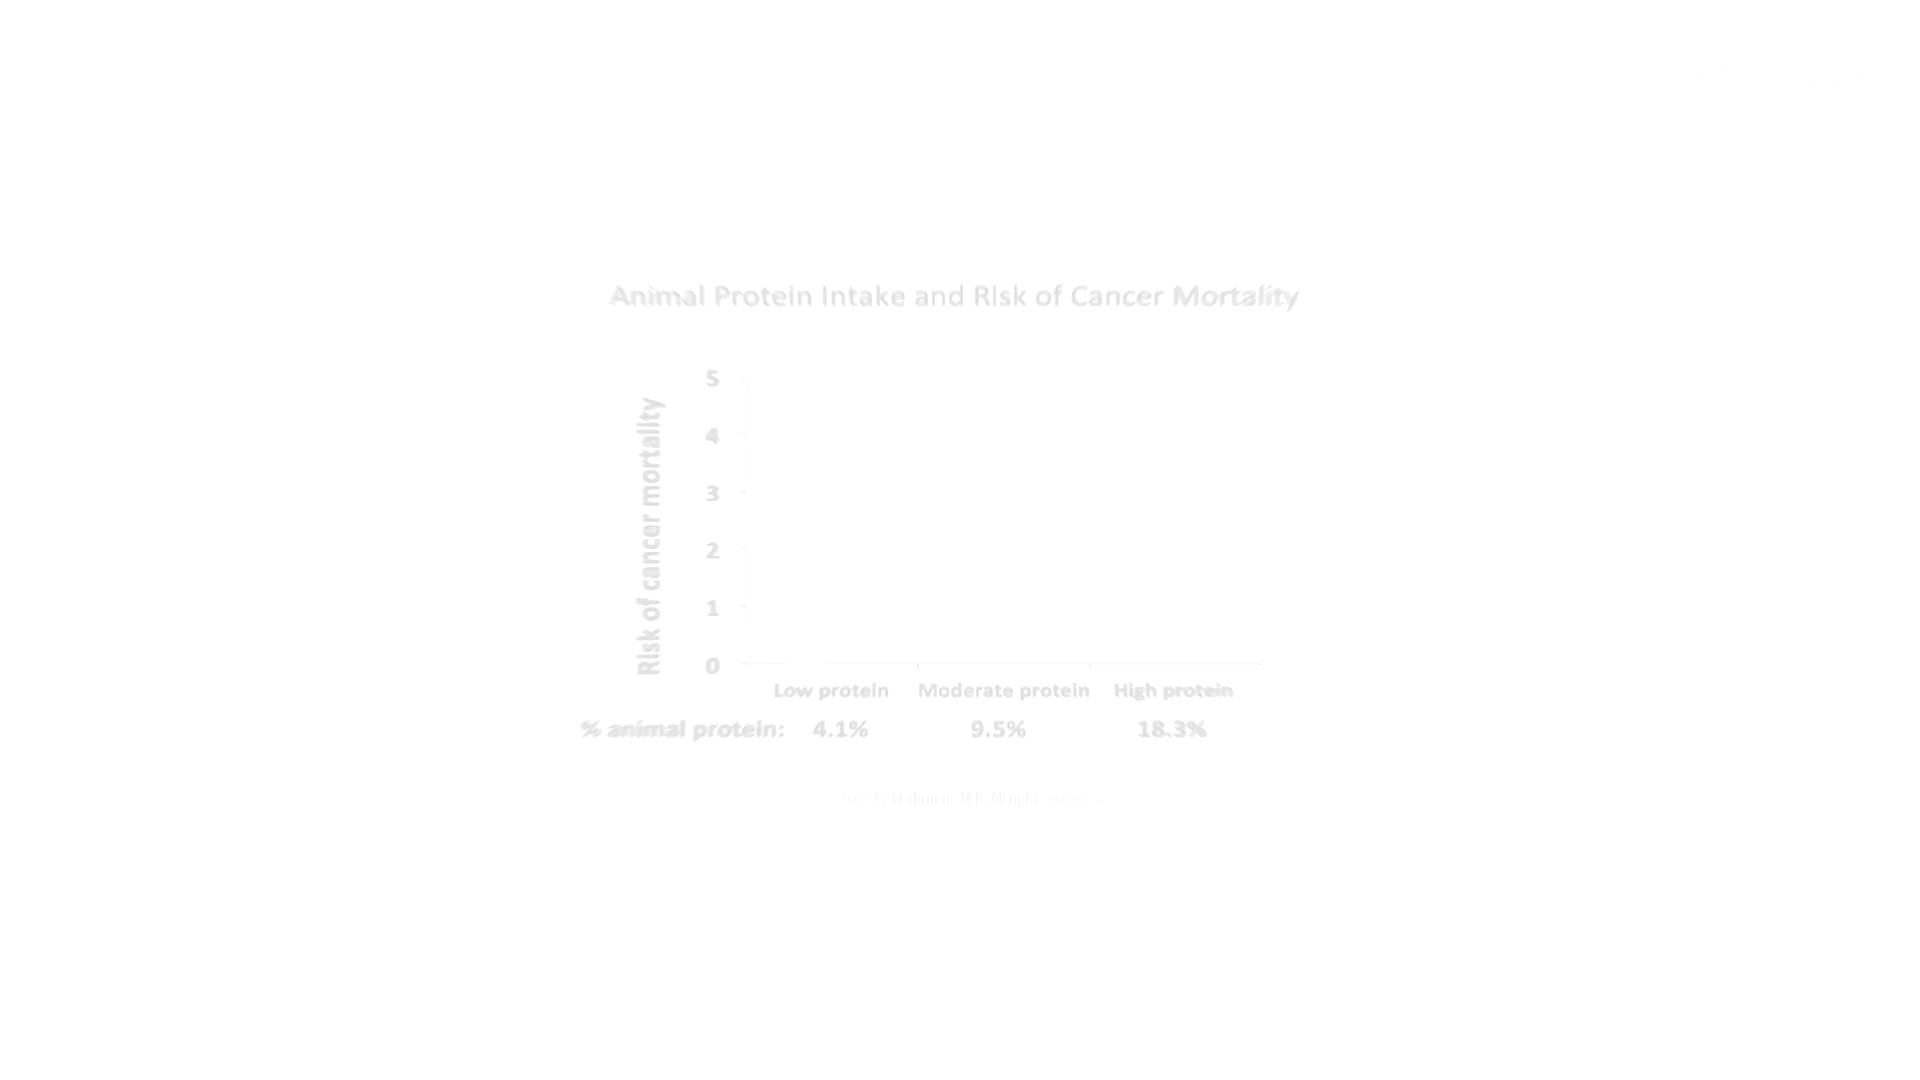 Animal Protein Intake and Risk of Cancer Mortality
Risk of cancer mortality
5
4
3
2
1
0
Low protein Moderate protein High protein
% animal protein: 4.1% 9.5% 18.3%